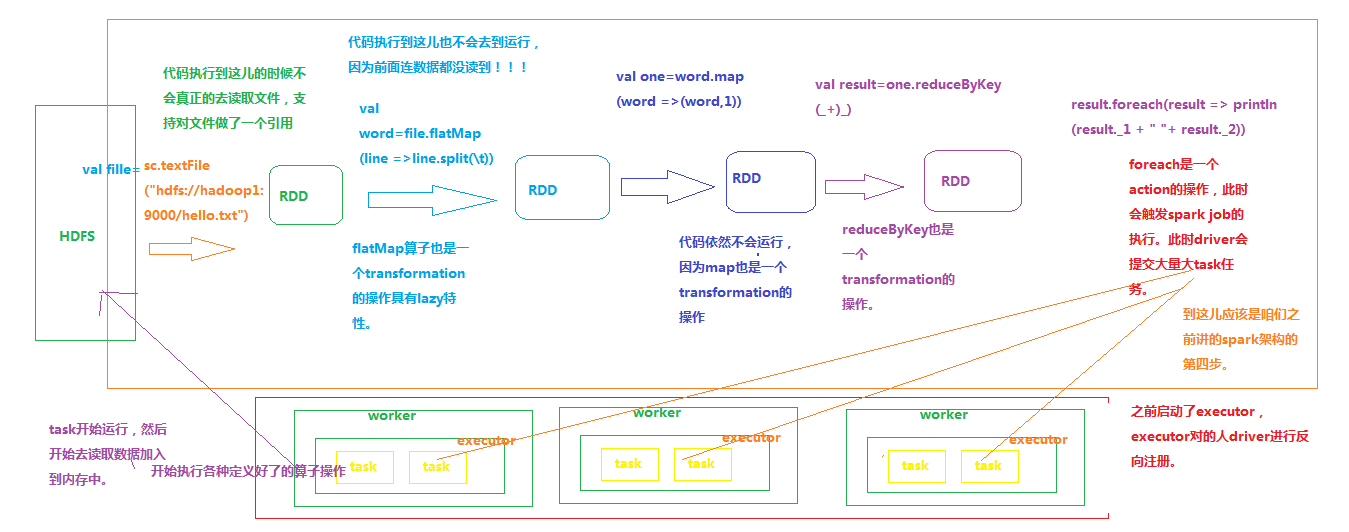 代码执行到这儿的时候不
会真正的去读取文件，支
持对文件做了一个引用
代码执行到这儿也不会去到运行，
因为前面连数据都没读到！！！
val
word=file.flatMap
(line =>line.split(\t))
val one=word.map
(word =>(word,1))
val result=one.reduceByKey
(_+)_)
result.foreach(result => println
(result._1 + " "+ result._2))
val fille=
sc.textFile
("hdfs://hadoop1:
9000/hello.txt")
HDFS
RDD
RDD
RDD
RDD
flatMap算子也是一
个transformation
的操作具有lazy特
性。
代码依然不会运行，
因为map也是一个
transformation的
操作
reduceByKey也是
一个
transformation的
操作。
foreach是一个
action的操作，此时
会触发spark job的
执行。此时driver会
提交大量大task任
务。
到这儿应该是咱们之
前讲的spark架构的
第四步。
task开始运行，然后
开始去读取数据加入
到内存中。
开始执行各种定义好了的算子操作
worker
executor
task
task
worker
executor
task
task
worker
executor
task
task
之前启动了executor，
executor对的人driver进行反
向注册。